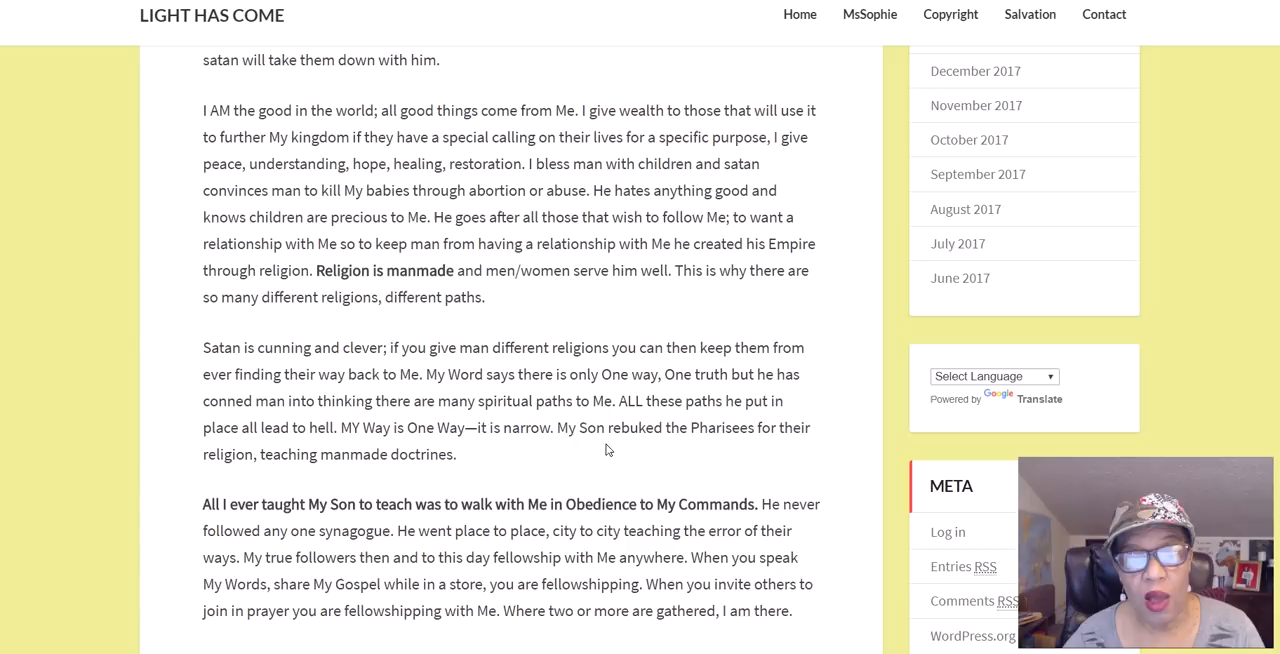 LIGHT HAS COME
Home MsSophie Copyright Salvation Contact
satan will take them down with him.
I AM the good in the world; all good things come from Me. I give wealth to those that will use it
to further My kingdom if they have a special calling on their lives for a specific purpose, I give
peace, understanding, hope, healing, restoration. I bless man with children and satan
convinces man to kill My babies through abortion or abuse. He hates anything good and
knows children are precious to Me. He goes after all those that wish to follow Me; to want a
relationship with Me so to keep man from having a relationship with Me he created his Empire
through religion. Religion is manmade and men/women serve him well. This is why there are
so many different religions, different paths.
Satan is cunning and clever; if you give man different religions you can then keep them from
ever finding their way back to Me. My Word says there is only One way, One truth but he has
conned man into thinking there are many spiritual paths to Me. ALL these paths he put in
place all lead to hell. MY Way is One Way—it is narrow. My Son rebuked the Pharisees for their
religion, teaching manmade doctrines.
All I ever taught My Son to teach was to walk with Me in Obedience to My Commands. He never
followed any one synagogue. He went place to place, city to city teaching the error of their
ways. My true followers then and to this day fellowship with Me anywhere. When you speak
My Words, share My Gospel while in a store, you are fellowshipping. When you invite others to
join in prayer you are fellowshipping with Me. Where two or more are gathered, I am there.
December 2017
November 2017
October 2017
September 2017
August 2017
July 2017
June 2017
Select Language
Powered by Google Translate
META
Log in
Entries RSS
Comments RSS
WordPress.org